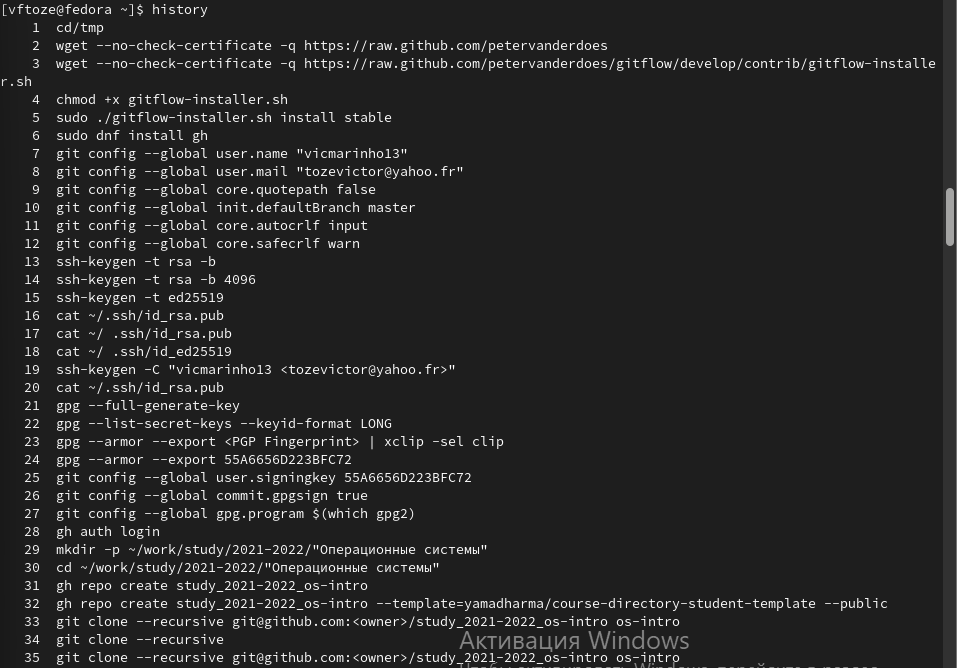 [vftoze@fedora ~]$ history
1 cd/tmp
2 wget --no-check-certificate -q https://raw.github.com/petervanderdoes
3 wget --no-check-certificate -q https://raw.github.com/petervanderdoes/gitflow/develop/contrib/gitflow-installe
r.sh
4 chmod +x gitflow-installer.sh
5 sudo ./gitflow-installer.sh install stable
6 sudo dnf install gh
7 git config --global user.name "vicmarinho13"
8 git config --global user.mail "tozevictor@yahoo.fr"
9 git config --global core.quotepath false
10 git config --global init.defaultBranch master
11 git config --global core.autocrlf input
12 git config --global core.safecrlf warn
13 ssh-keygen -t rsa -b
14 ssh-keygen -t rsa -b 4096
15 ssh-keygen -t ed25519
16 cat ~/.ssh/id_rsa.pub
17 cat ~/ .ssh/id_rsa.pub
18 cat ~/ .ssh/id_ed25519
19 ssh-keygen -C "vicmarinho13 <tozevictor@yahoo.fr>"
20 cat ~/.ssh/id_rsa.pub
21 gpg --full-generate-key
22 gpg --list-secret-keys --keyid-format LONG
23 gpg --armor --export <PGP Fingerprint> | xclip -sel clip
24 gpg --armor --export 55A6656D223BFC72
25 git config --global user.signingkey 55A6656D223BFC72
26 git config --global commit.gpgsign true
27 git config --global gpg.program $(which gpg2)
28 gh auth login
29 mkdir -p ~/work/study/2021-2022/"Операционные системы"
30 cd ~/work/study/2021-2022/"Операционные системы"
31 gh repo create study_2021-2022_os-intro
32 gh repo create study_2021-2022_os-intro --template=yamadharma/course-directory-student-template --public
33 git clone --recursive git@github.com:<owner>/study_2021-2022_os-intro os-intro
34 git clone --recursive
Активация Windows
35 git clone --recursive git@github.com:<owner>/study_2021-2022_os-intro os-intro